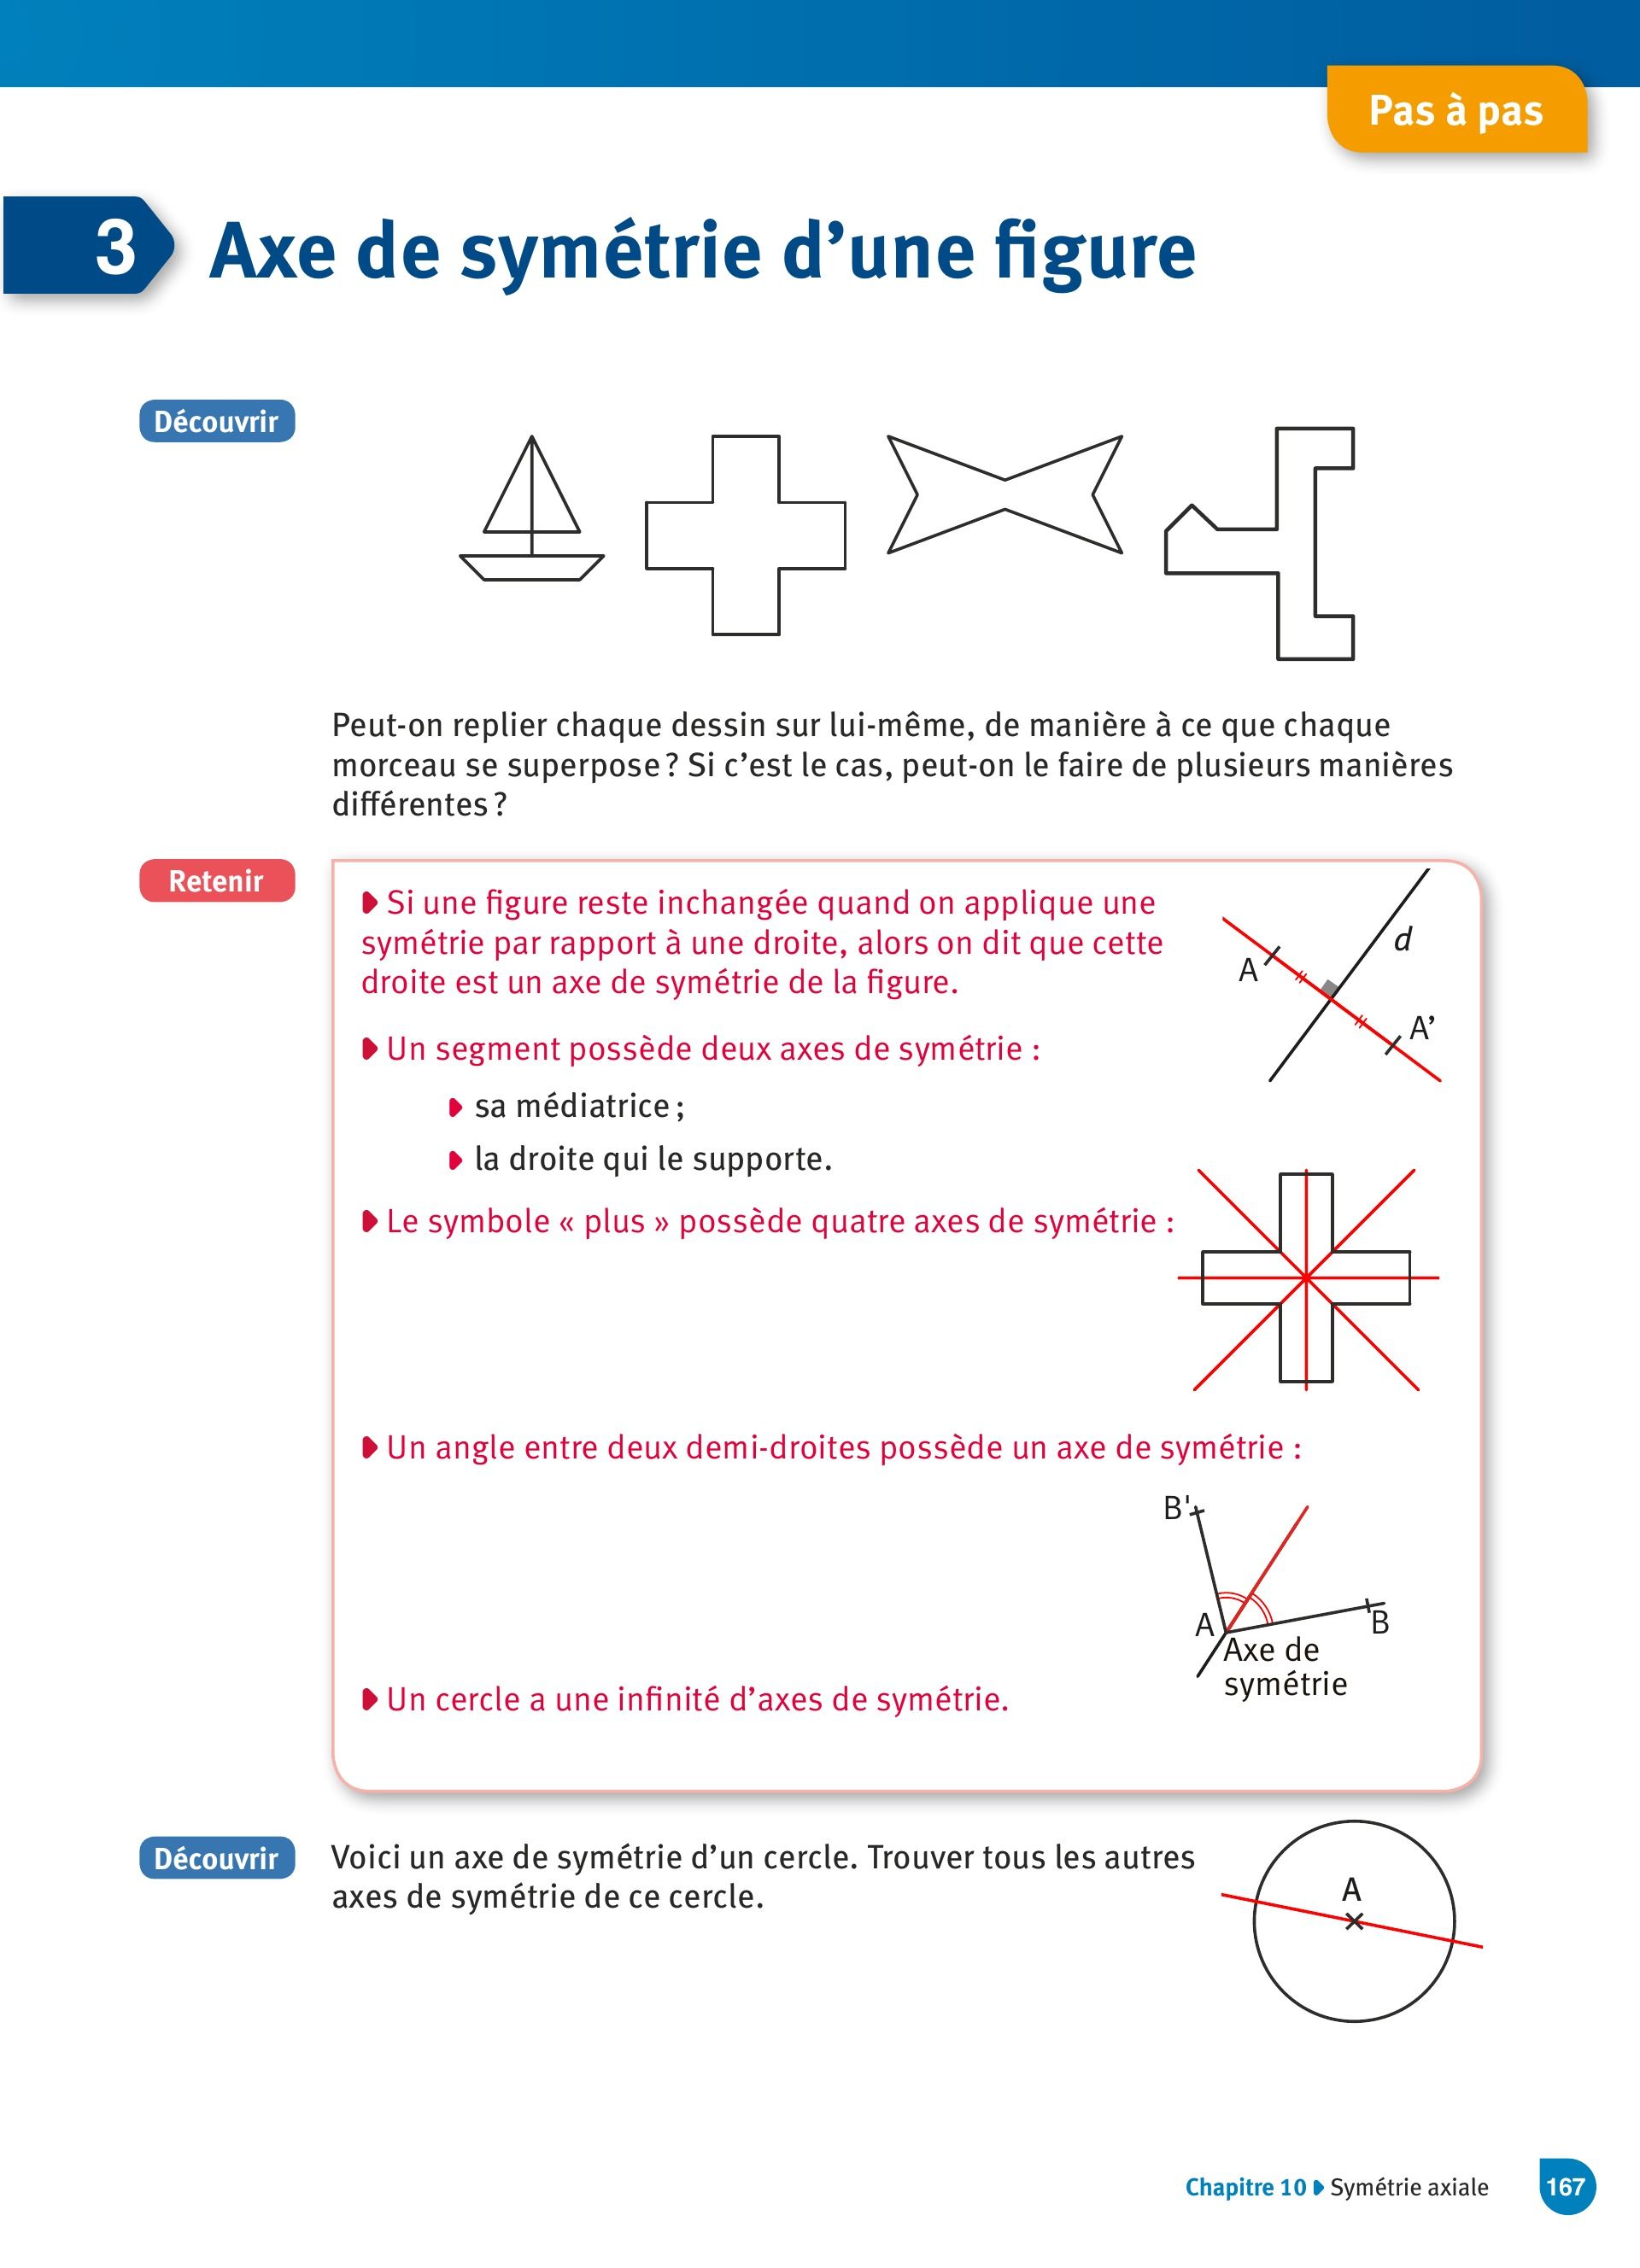 Pas à pas
3 Axe de symétrie d’une figure
Découvrir
Peut-on replier chaque dessin sur lui-même, de manière à ce que chaque
morceau se superpose ? Si c’est le cas, peut-on le faire de plusieurs manières
différentes ?
Retenir
Si une figure reste inchangée quand on applique une
symétrie par rapport à une droite, alors on dit que cette
droite est un axe de symétrie de la figure.
d
A
A’
Un segment possède deux axes de symétrie :
sa médiatrice ;
la droite qui le supporte.
Le symbole « plus » possède quatre axes de symétrie :
Un angle entre deux demi-droites possède un axe de symétrie :
B'
A
B
Axe de
symétrie
Un cercle a une infinité d’axes de symétrie.
Découvrir
Voici un axe de symétrie d’un cercle. Trouver tous les autres
axes de symétrie de ce cercle.
A
Chapitre 10 Symétrie axiale
167